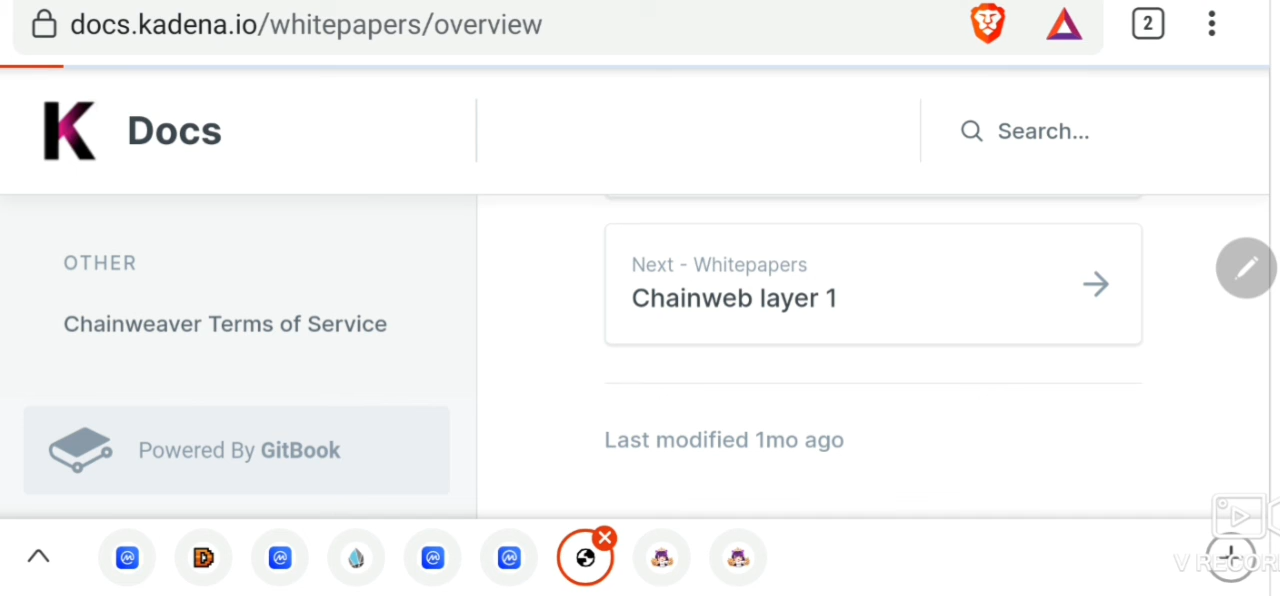 docs.kadena.io/whitepapers/overview
2
Docs
Search...
OTHER
Next - Whitepapers
Chainweb layer 1
Chainweaver Terms of Service
Powered By GitBook
Last modified 1mo ago
V RECOR